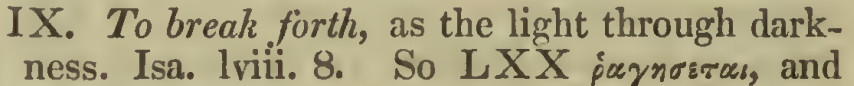 IX. To break forth, as the light through dark-
ness. Isa. lviii. 8. So LXX ῥαγησεται, and